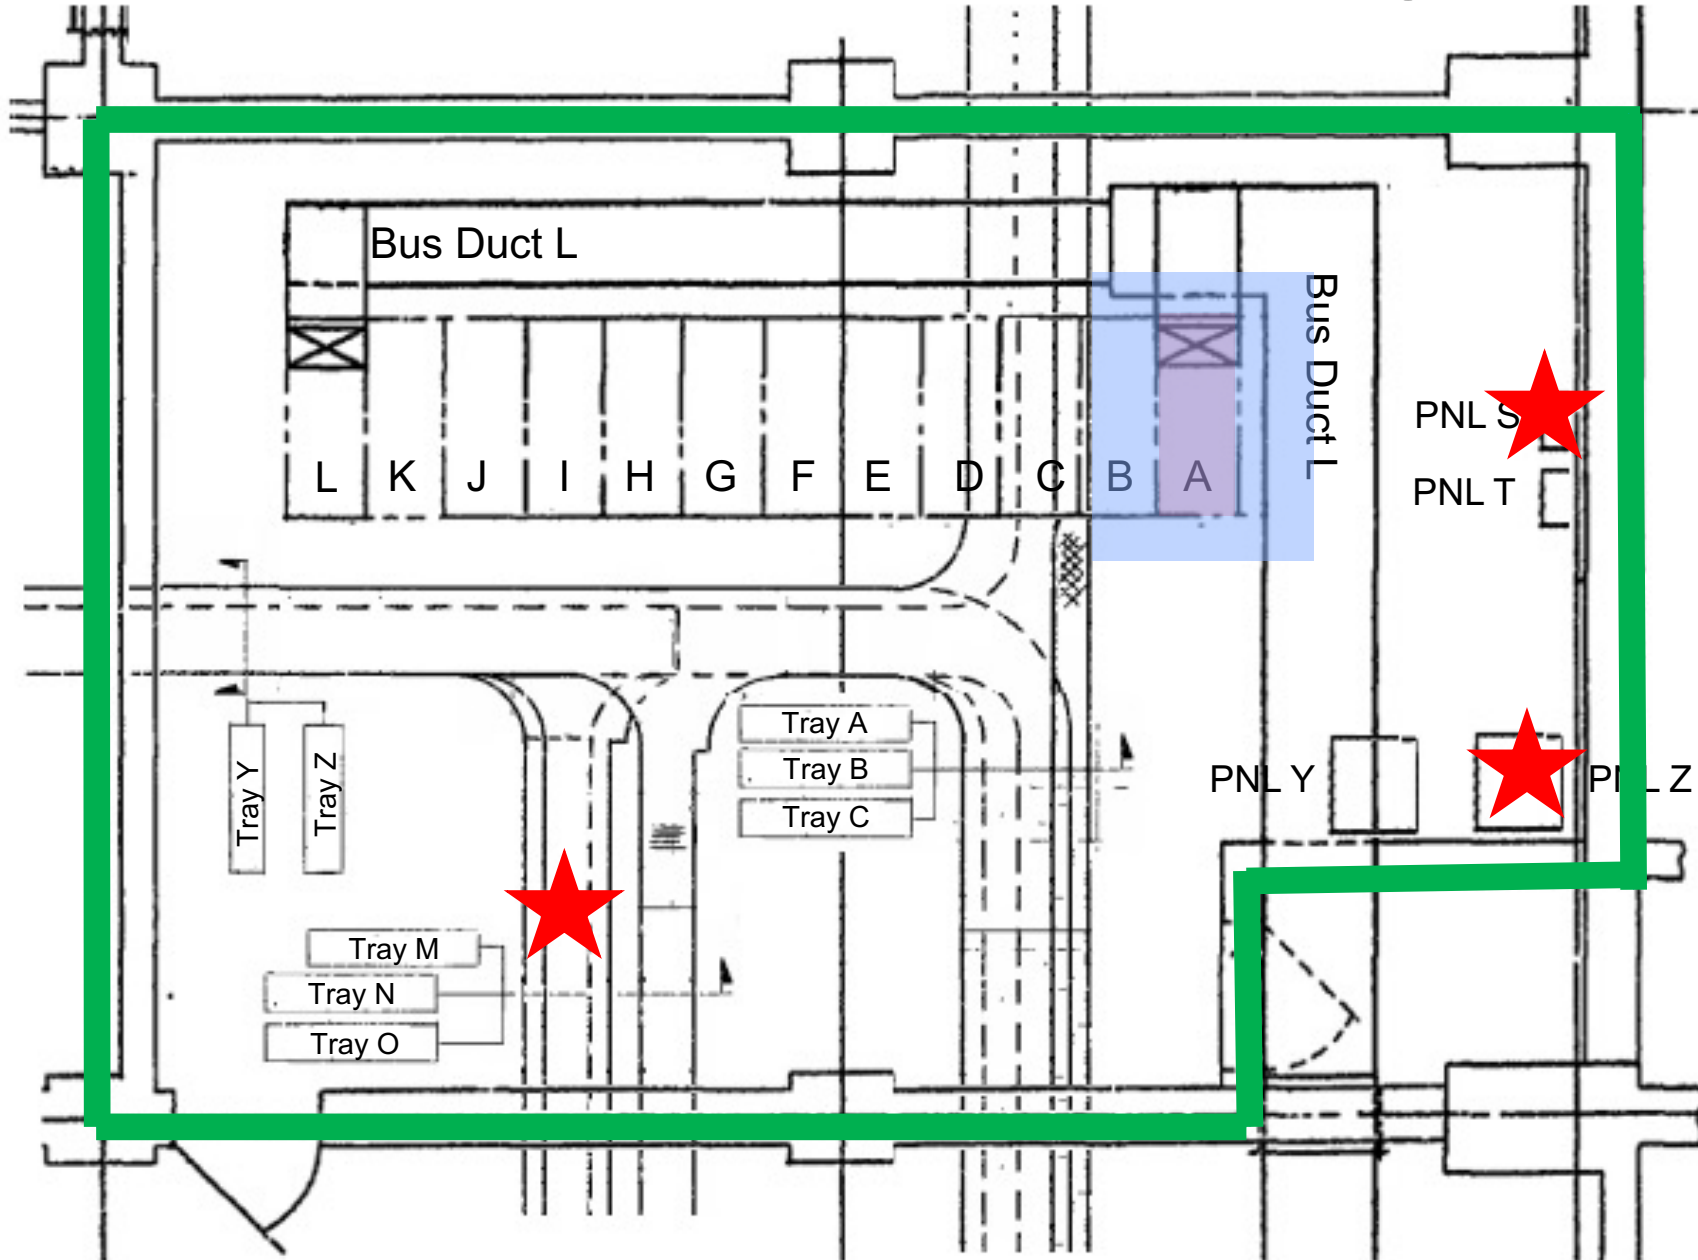 Bus Duct L
Bus Duct L
L K J I H G F E D C B A
PNL S
PNL T
Tray A
Tray B
Tray C
Tray Y
Tray Z
PNL Y
PNL Z
Tray M
Tray N
Tray O